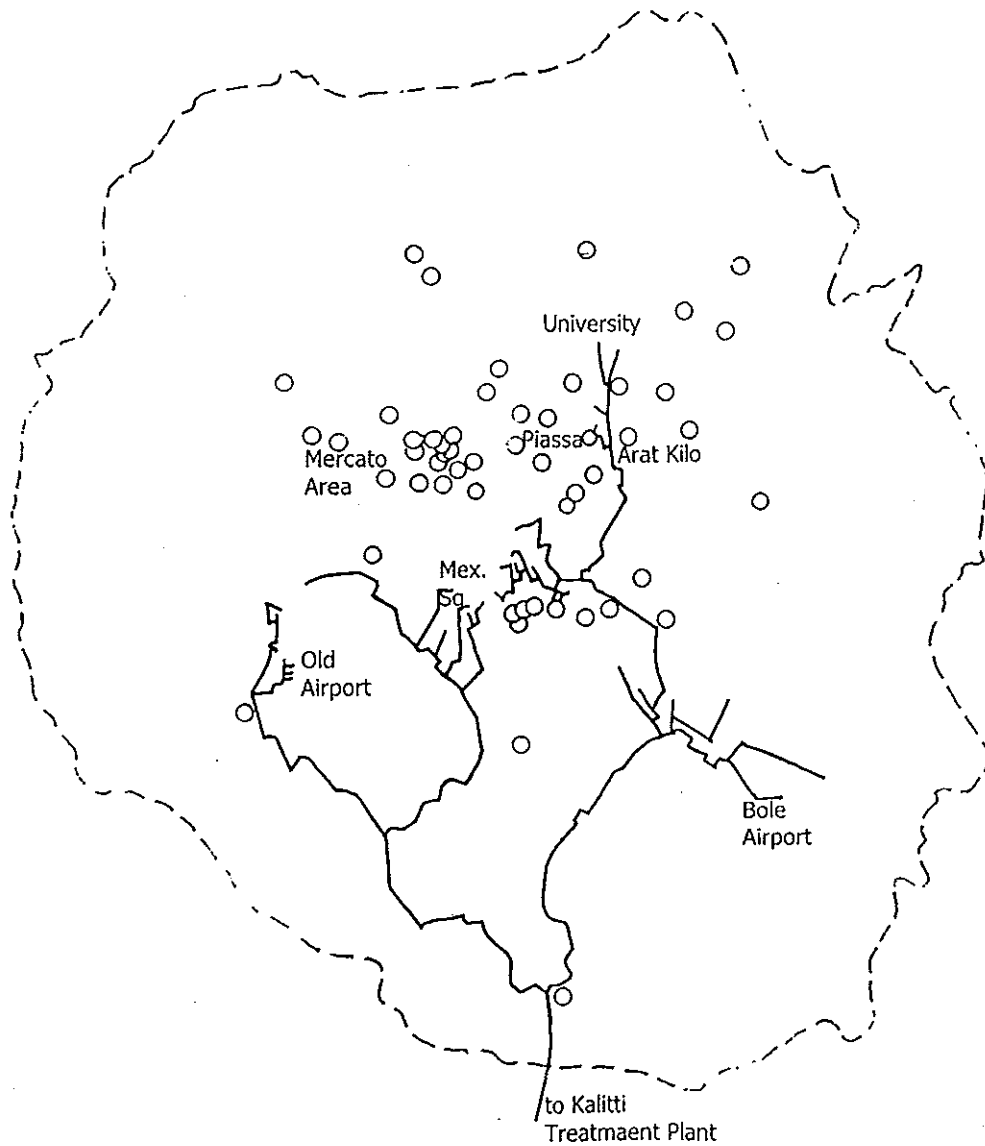 University
Piassa
Arat Kilo
Mercato
Area
Mex.
Sq
Old
Airport
Bole
Airport
to Kalitti
Treatmaent Plant